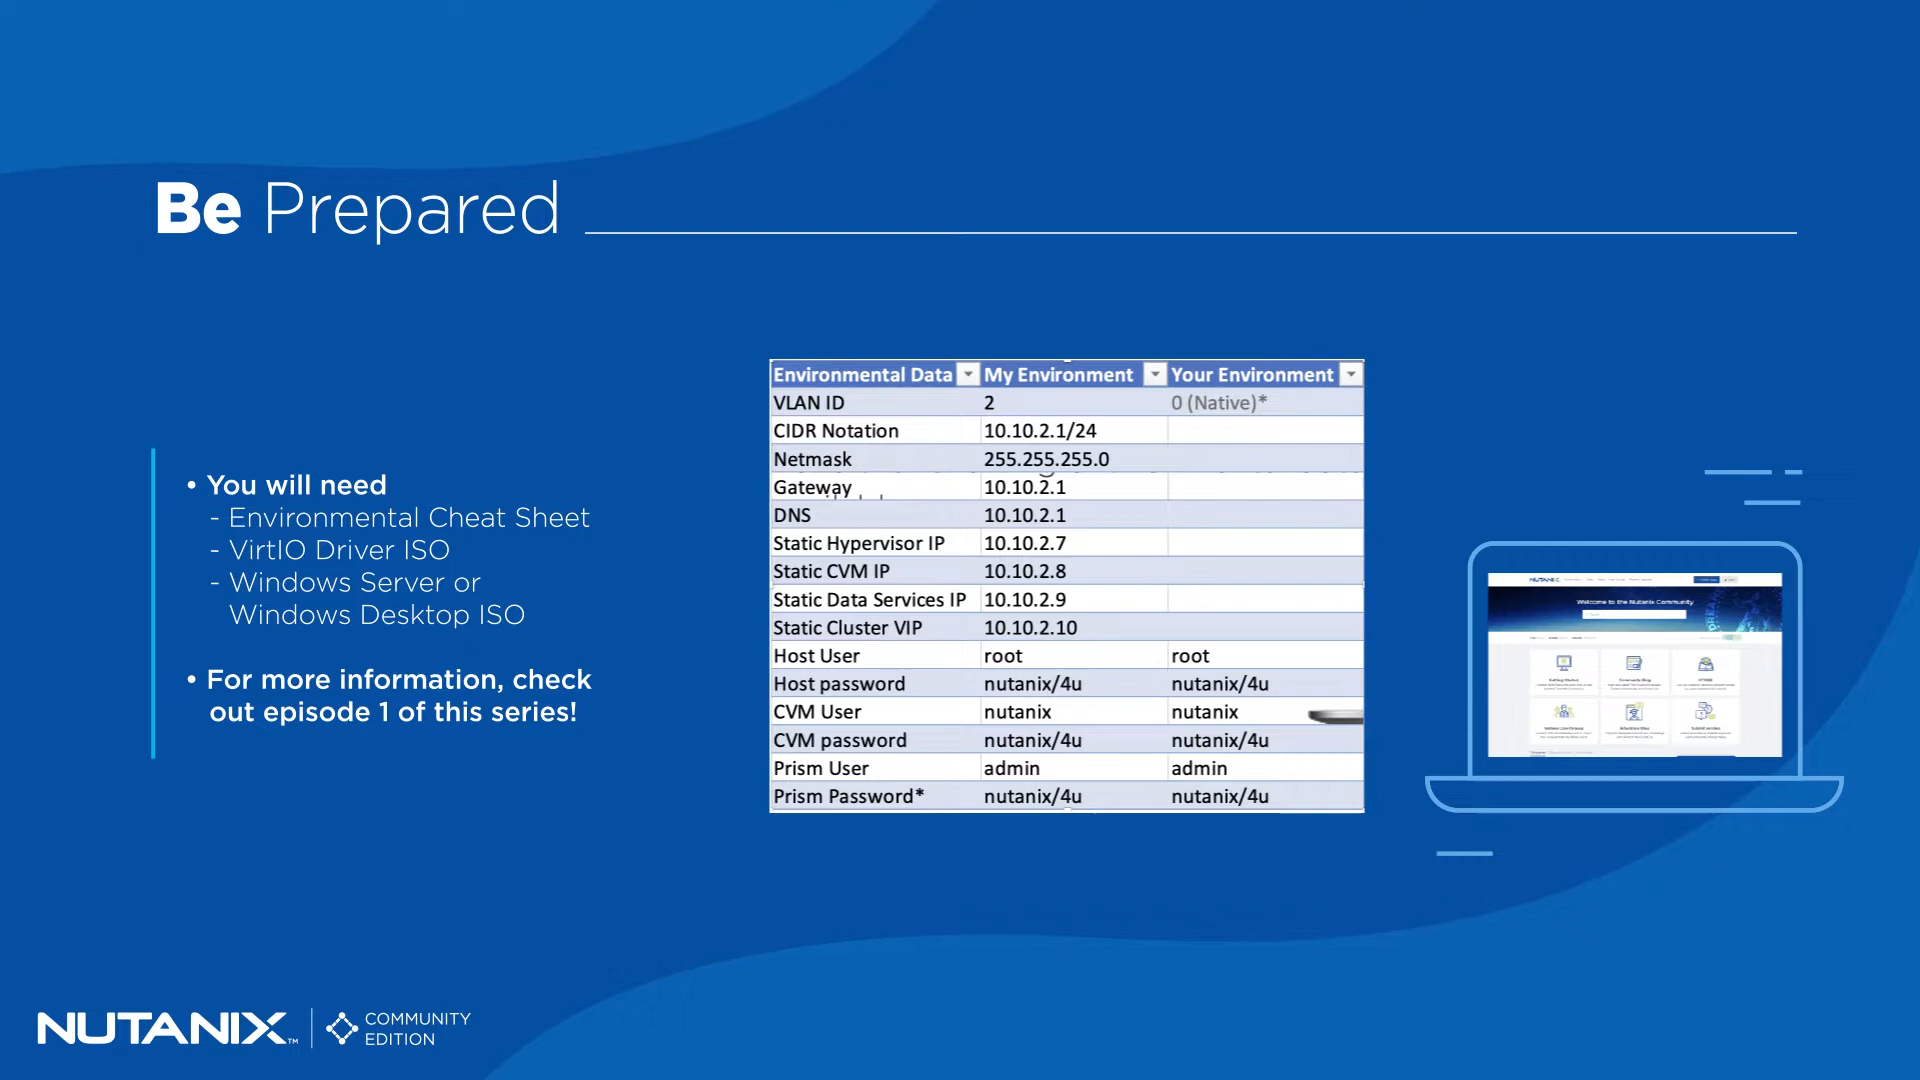 Be Prepared
• You will need
- Environmental Cheat Sheet
- VirtIO Driver ISO
- Windows Server or
Windows Desktop ISO
• For more information, check
out episode 1 of this series!
Environmental Data My Environment Your Environment
VLAN ID 2 0 (Native)*
CIDR Notation 10.10.2.1/24
Netmask 255.255.255.0
Gateway 10.10.2.1
DNS 10.10.2.1
Static Hypervisor IP 10.10.2.7
Static CVM IP 10.10.2.8
Static Data Services IP 10.10.2.9
Static Cluster VIP 10.10.2.10
Host User root root
Host password nutanix/4u nutanix/4u
CVM User nutanix nutanix
CVM password nutanix/4u nutanix/4u
Prism User admin admin
Prism Password* nutanix/4u nutanix/4u
NUTANIX
Welcome to the Nutanix Community
NUTANIX™
COMMUNITY
EDITION